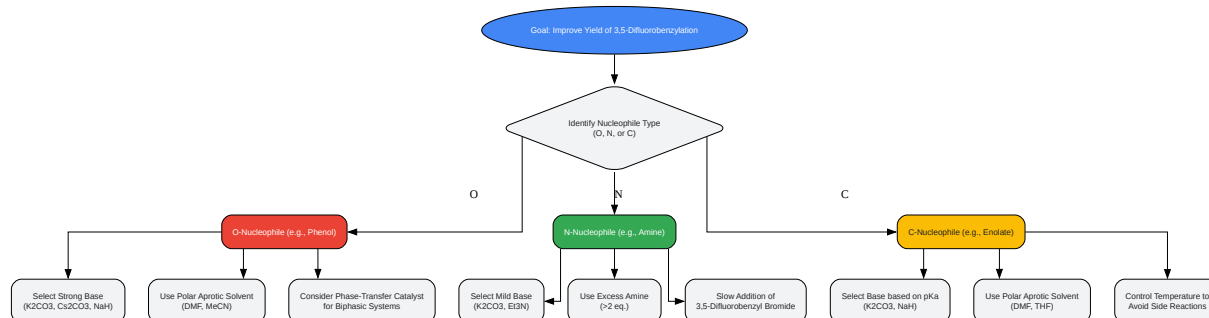 Goal: Improve Yield of 3,5-Difluorobenzylation
Identify Nucleophile Type
(O, N, or C)
O
N
C
O-Nucleophile (e.g., Phenol)
N-Nucleophile (e.g., Amine)
C-Nucleophile (e.g., Enolate)
Select Strong Base
(K2CO3, Cs2CO3, NaH)
Use Polar Aprotic Solvent
(DMF, MeCN)
Consider Phase-Transfer Catalyst
for Biphasic Systems
Select Mild Base
(K2CO3, Et3N)
Use Excess Amine
(>2 eq.)
Slow Addition of
3,5-Difluorobenzyl Bromide
Select Base based on pKa
(K2CO3, NaH)
Use Polar Aprotic Solvent
(DMF, THF)
Control Temperature to
Avoid Side Reactions